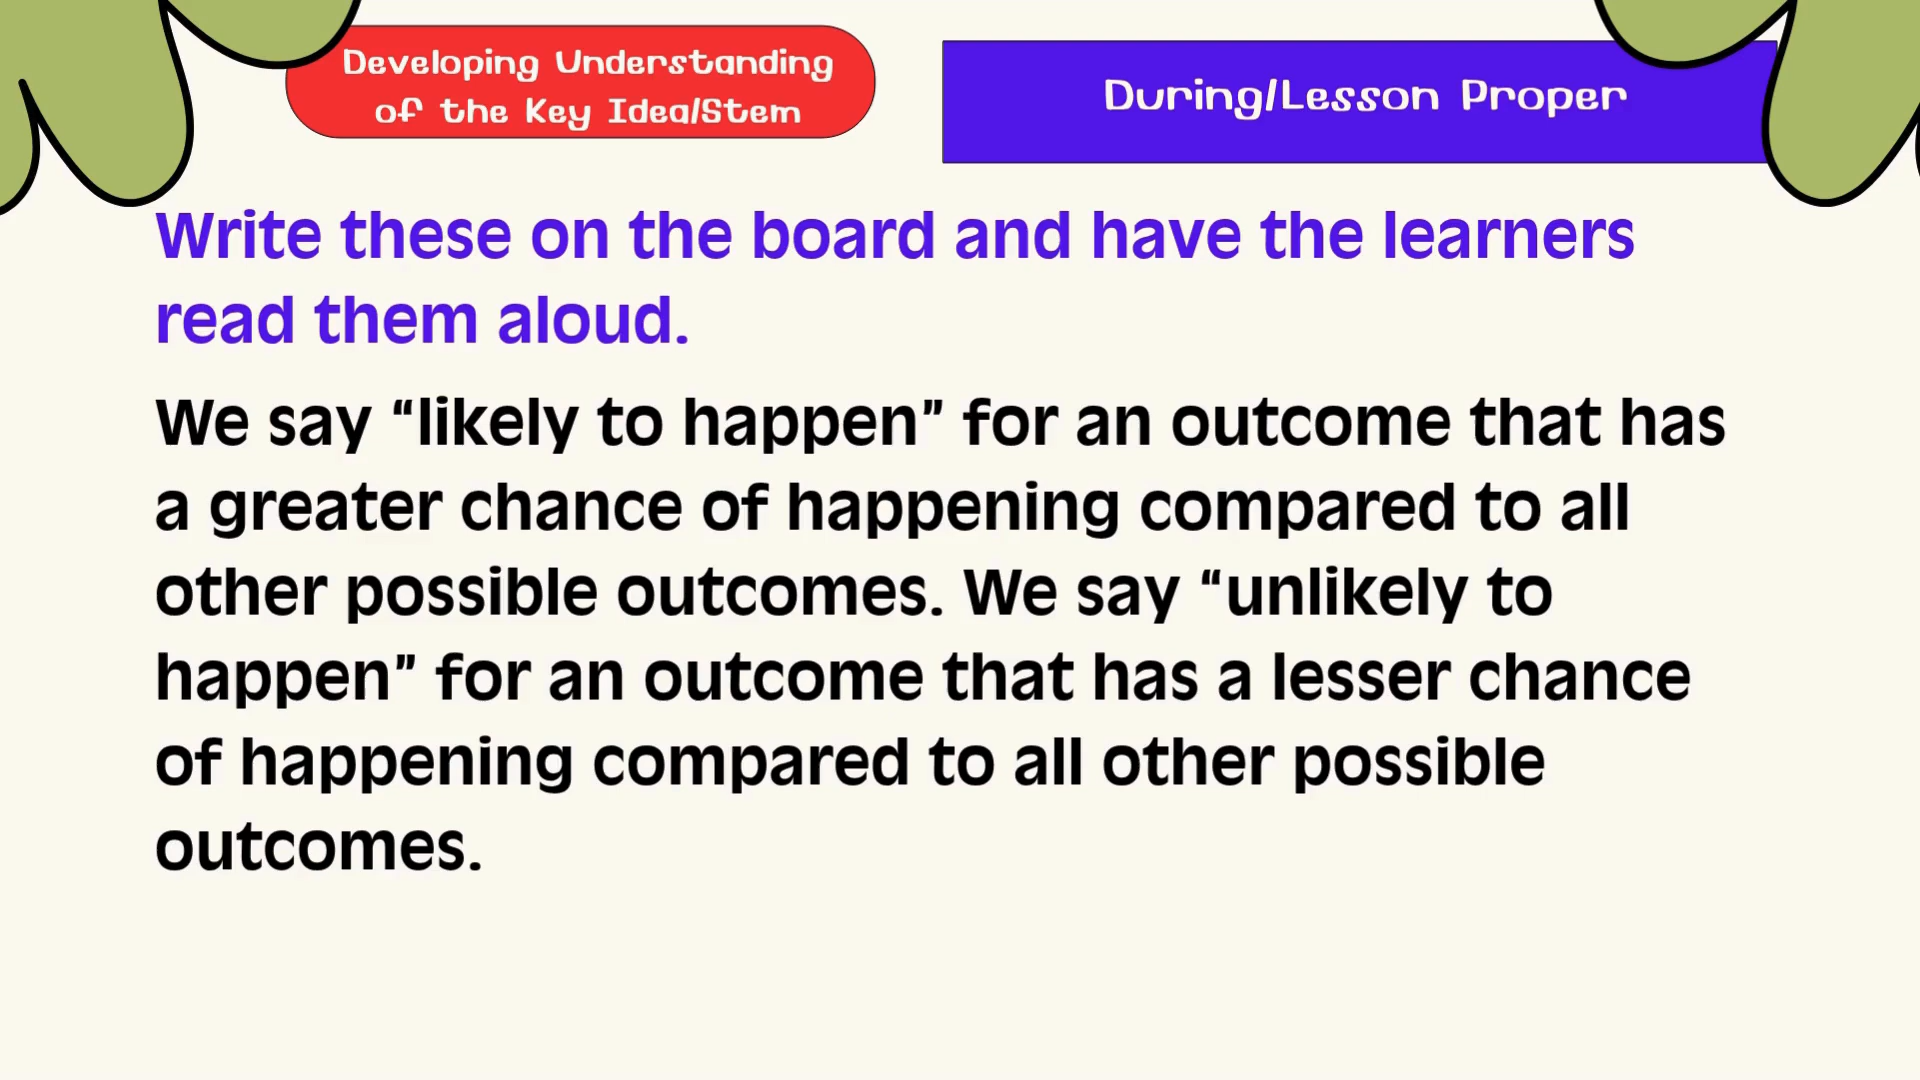 Developing Understanding
of the Key Idea/Stem
During/Lesson Proper
Write these on the board and have the learners
read them aloud.
We say “likely to happen” for an outcome that has
a greater chance of happening compared to all
other possible outcomes. We say “unlikely to
happen” for an outcome that has a lesser chance
of happening compared to all other possible
outcomes.